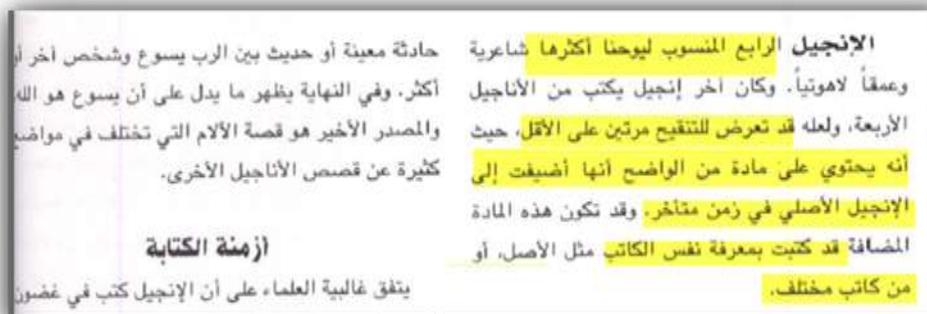 الإنجيل الرابع المنسوب ليوحنا أكثرها شاعرية
وعمقاً لاهوتياً. وكان آخر إنجيل يكتب من الأناجيل
الأربعة، ولعله قد تعرض للتنقيح مرتين على الأقل، حيث
أنه يحتوي على مادة من الواضح أنها أضيفت إلى
الإنجيل الأصلي في زمن متأخر. وقد تكون هذه المادة
المضافة قد كتبت بمعرفة نفس الكاتب مثل الأصل، أو
من كاتب مختلف.
حادثة معينة أو حديث بين الرب يسوع وشخص آخر أو
أكثر. وفي النهاية يظهر ما يدل على أن يسوع هو الله
والمصدر الأخير هو قصة الآلام التي تختلف في
كثيرة عن قصص الأناجيل الأخرى.
أزمنة الكتابة
يتفق غالبية العلماء على أن الإنجيل كتب في غضون